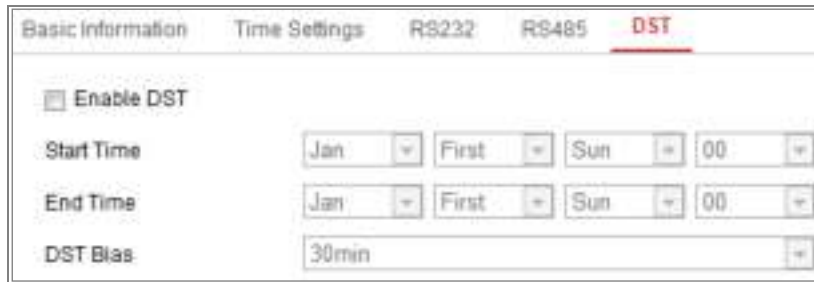 Basic Information Time Settings RS232 RS485 DST
Enable DST
Start Time Jan First Sun 00
End Time Jan First Sun 00
DST Bias 30min